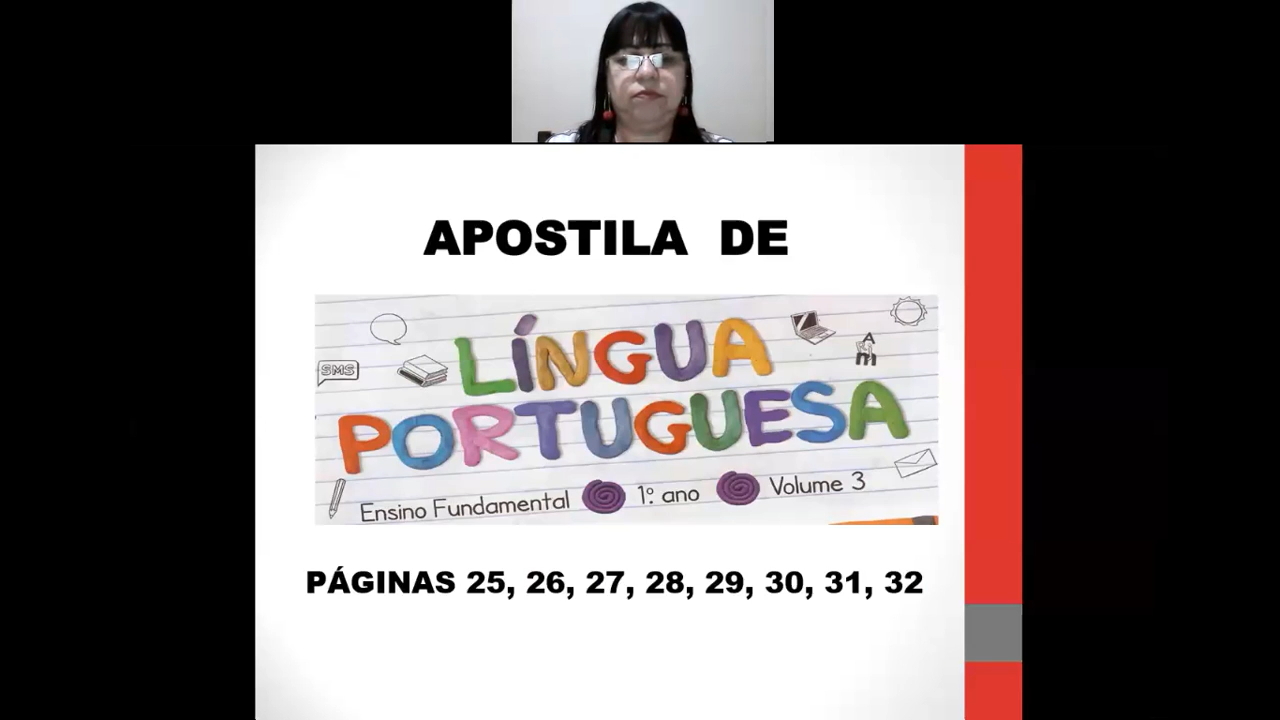 APOSTILA DE
SMS
LÍNGUA
A
m
PORTUGUESA
Ensino Fundamental 1º ano Volume 3
PÁGINAS 25, 26, 27, 28, 29, 30, 31, 32